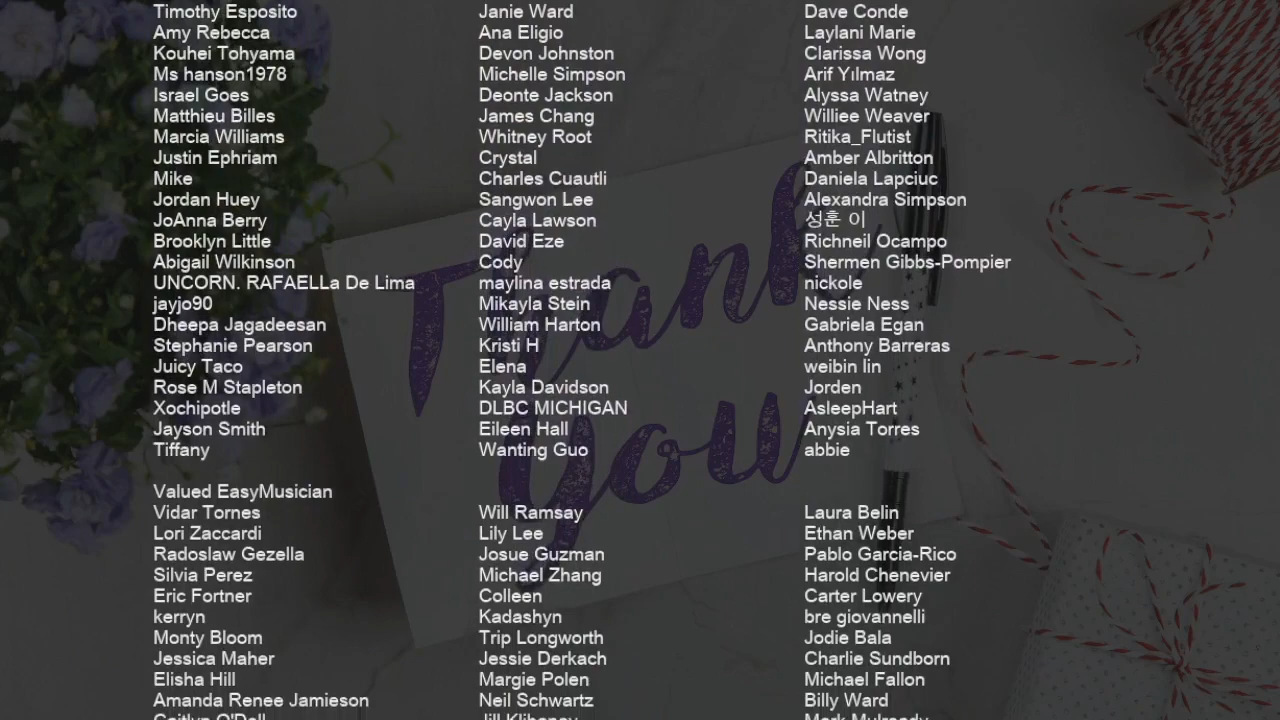 Timothy Esposito
Amy Rebecca
Kouhei Tohyama
Ms hanson1978
Israel Goes
Matthieu Billes
Marcia Williams
Justin Ephriam
Mike
Jordan Huey
JoAnna Berry
Brooklyn Little
Abigail Wilkinson
UNCORN. RAFAELLa De Lima
jayjo90
Dheepa Jagadeesan
Stephanie Pearson
Juicy Taco
Rose M Stapleton
Xochipotle
Jayson Smith
Tiffany
Janie Ward
Ana Eligio
Devon Johnston
Michelle Simpson
Deonte Jackson
James Chang
Whitney Root
Crystal
Charles Cuautli
Sangwon Lee
Cayla Lawson
David Eze
Cody
maylina estrada
Mikayla Stein
William Harton
Kristi H
Elena
Kayla Davidson
DLBC MICHIGAN
Eileen Hall
Wanting Guo
Dave Conde
Laylani Marie
Clarissa Wong
Arif Yılmaz
Alyssa Watney
Williee Weaver
Ritika_Flutist
Amber Albritton
Daniela Lapciuc
Alexandra Simpson
성훈 이
Richneil Ocampo
Shermen Gibbs-Pompier
nickole
Nessie Ness
Gabriela Egan
Anthony Barreras
weibin lin
Jorden
AsleepHart
Anysia Torres
abbie
Valued EasyMusician
Vidar Tornes
Lori Zaccardi
Radoslaw Gezella
Silvia Perez
Eric Fortner
kerryn
Monty Bloom
Jessica Maher
Elisha Hill
Amanda Renee Jamieson
Will Ramsay
Lily Lee
Josue Guzman
Michael Zhang
Colleen
Kadashyn
Trip Longworth
Jessie Derkach
Margie Polen
Neil Schwartz
Laura Belin
Ethan Weber
Pablo Garcia-Rico
Harold Chenevier
Carter Lowery
bre giovannelli
Jodie Bala
Charlie Sundborn
Michael Fallon
Billy Ward
Thank
you